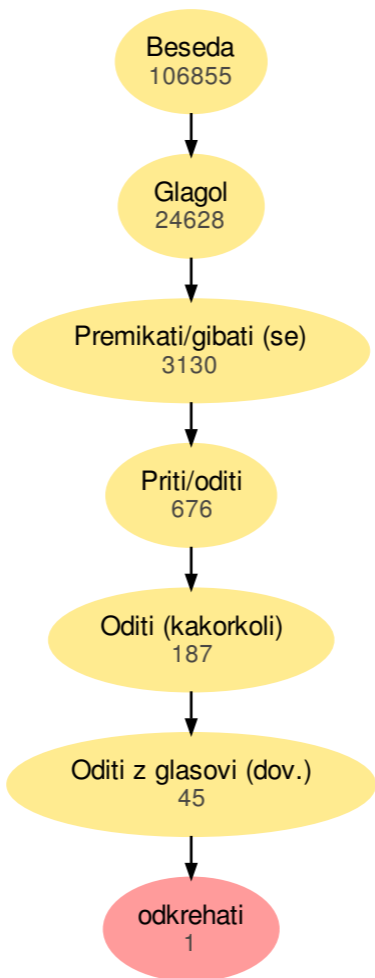 Beseda
106855
Glagol
24628
Premikati/gibati (se)
3130
Priti/oditi
676
Oditi (kakorkoli)
187
Oditi z glasovi (dov.)
45
odkrehati
1